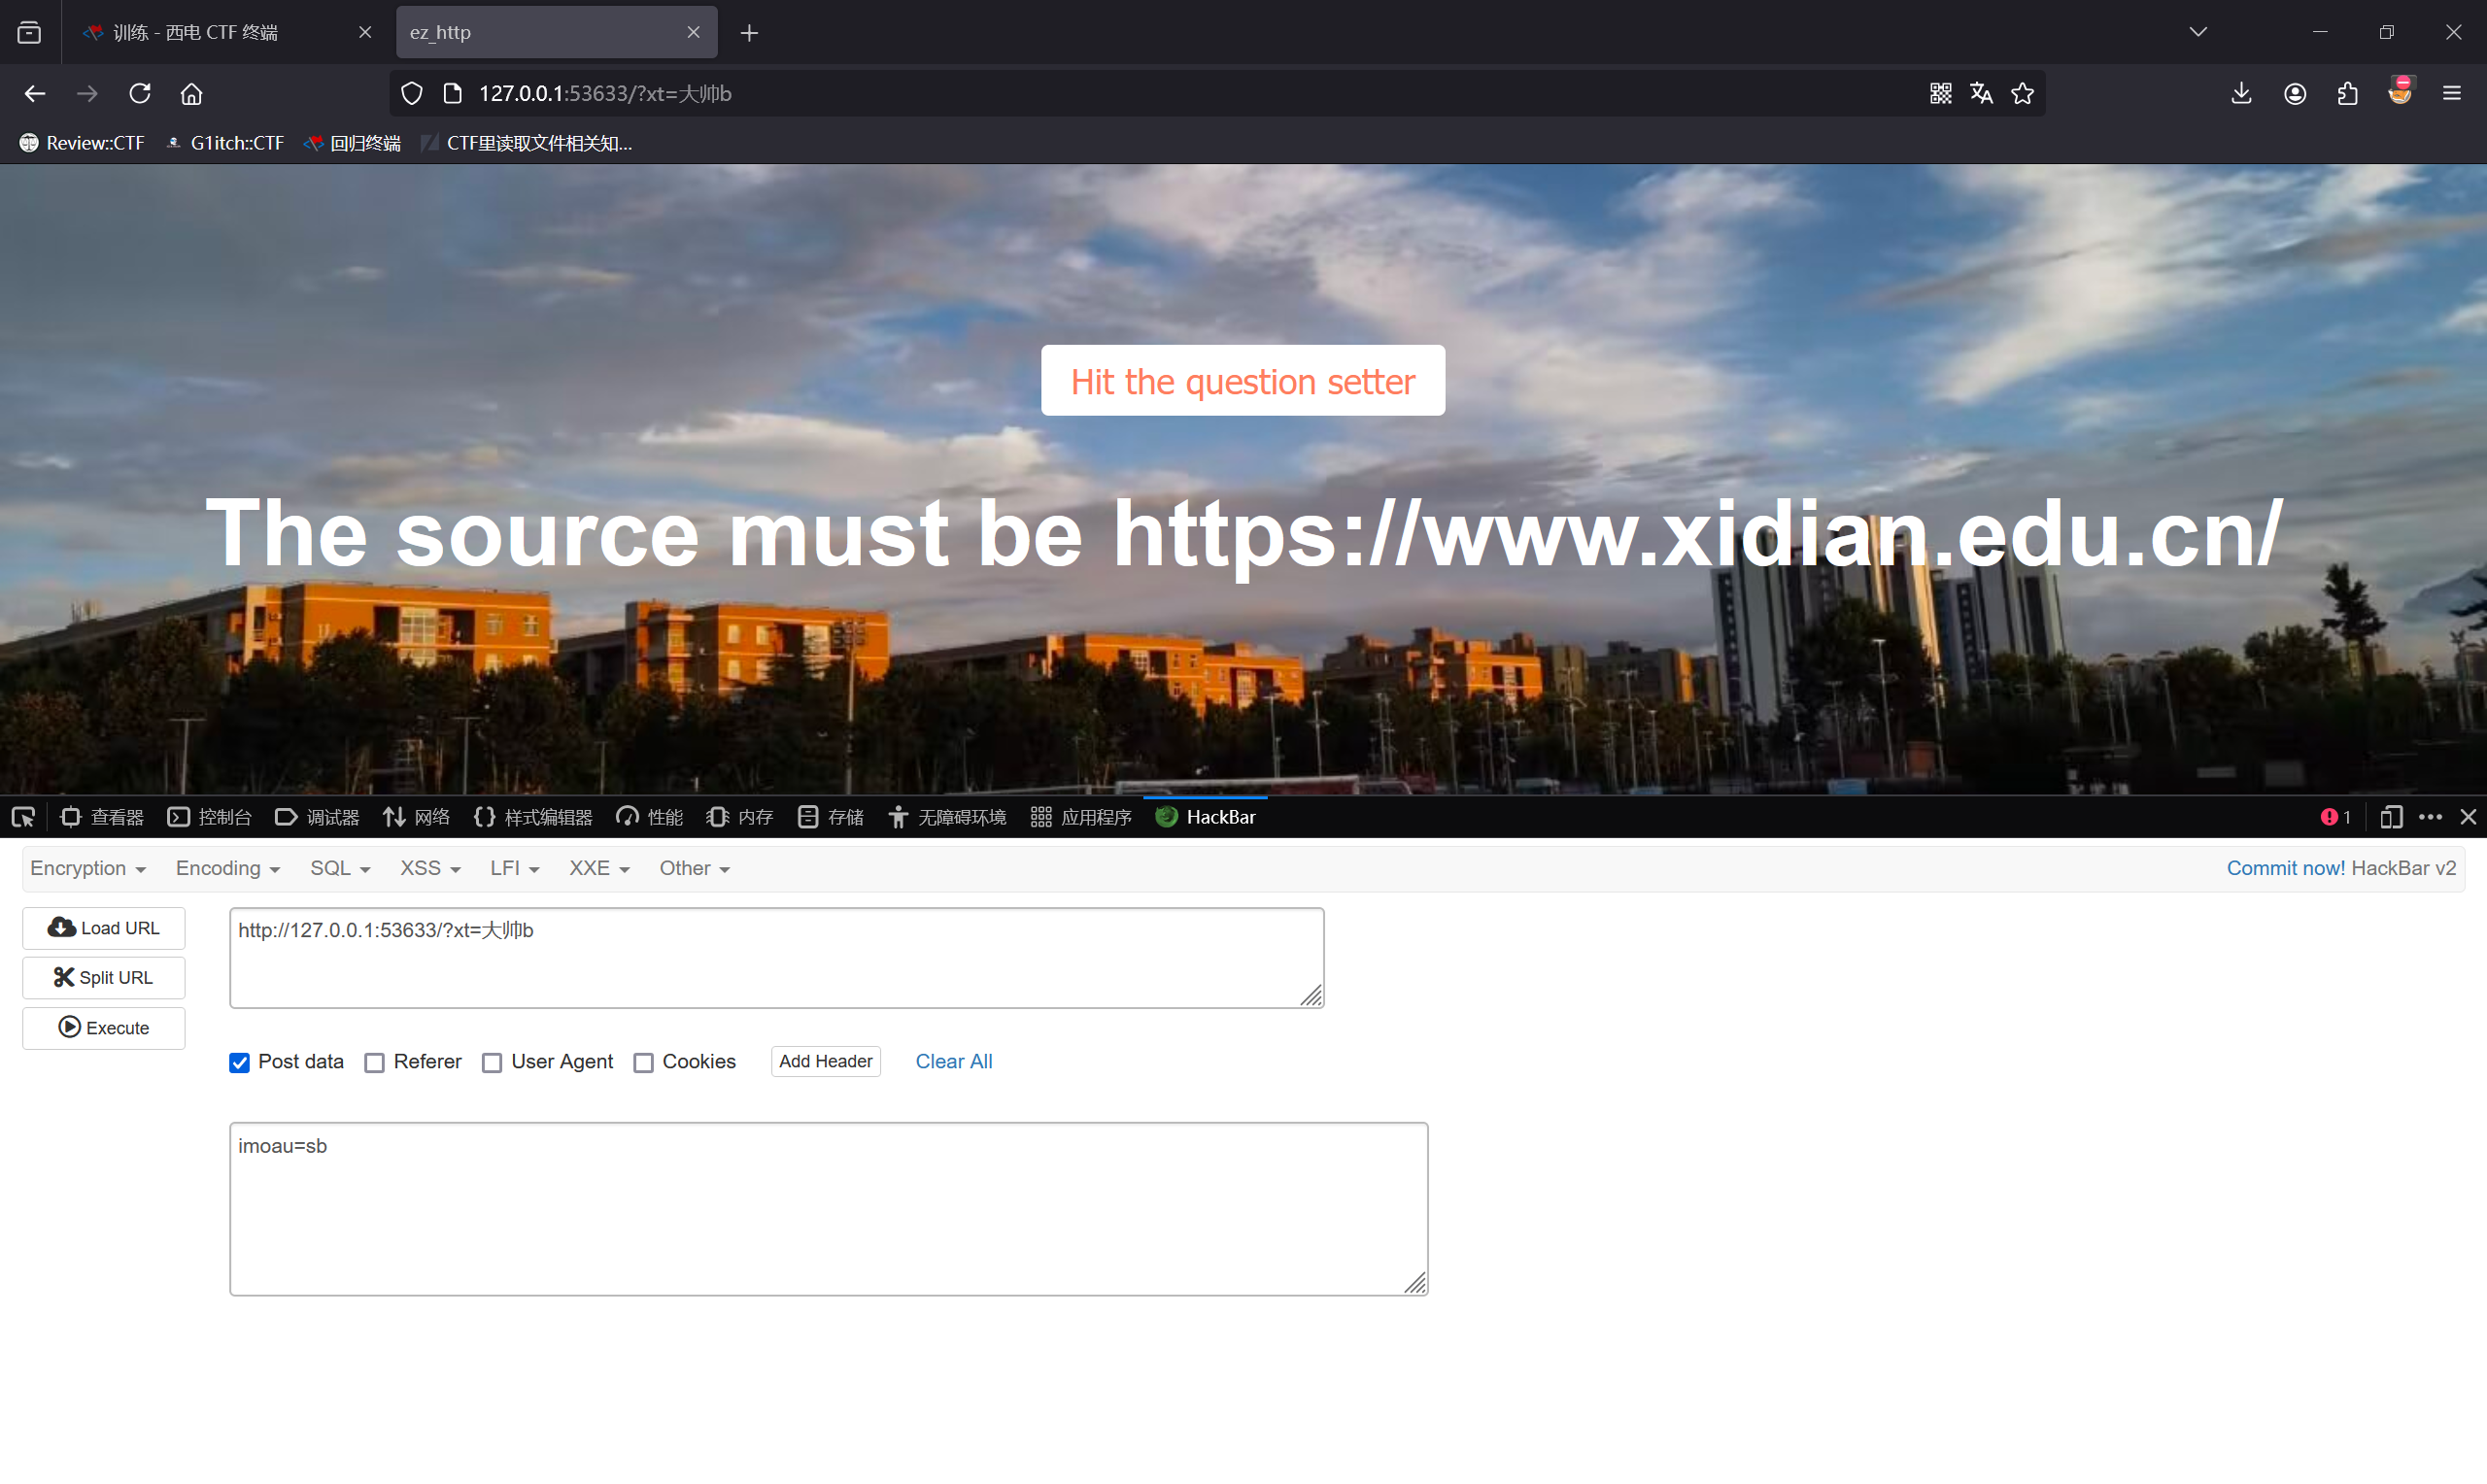 训练 - 西电 CTF 终端
ez_http
127.0.0.1:53633/?xt=大帅b
Review::CTF
G1itch::CTF
回归终端
CTF里读取文件相关知...
Hit the question setter
The source must be https://www.xidian.edu.cn/
查看器
控制台
调试器
网络
样式编辑器
性能
内存
存储
无障碍环境
应用程序
HackBar
1
Encryption
Encoding
SQL
XSS
LFI
XXE
Other
Commit now! HackBar v2
Load URL
http://127.0.0.1:53633/?xt=大帅b
Split URL
Execute
Post data
Referer
User Agent
Cookies
Add Header
Clear All
imoau=sb